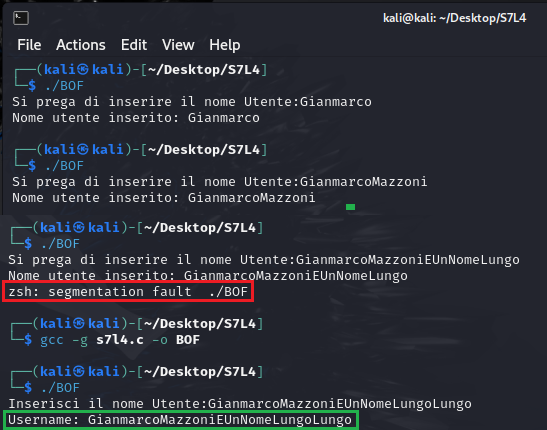 kali@kali: ~/Desktop/S7L4
File Actions Edit View Help
┌──(kali㉿kali)-[~/Desktop/S7L4]
└─$ ./BOF
Si prega di inserire il nome Utente:Gianmarco
Nome utente inserito: Gianmarco
┌──(kali㉿kali)-[~/Desktop/S7L4]
└─$ ./BOF
Si prega di inserire il nome Utente:GianmarcoMazzoni
Nome utente inserito: GianmarcoMazzoni
┌──(kali㉿kali)-[~/Desktop/S7L4]
└─$ ./BOF
Si prega di inserire il nome Utente:GianmarcoMazzoniEUnNomeLungo
Nome utente inserito: GianmarcoMazzoniEUnNomeLungo
zsh: segmentation fault  ./BOF
┌──(kali㉿kali)-[~/Desktop/S7L4]
└─$ gcc -g s7l4.c -o BOF
┌──(kali㉿kali)-[~/Desktop/S7L4]
└─$ ./BOF
Inserisci il nome Utente:GianmarcoMazzoniEUnNomeLungoLungo
Username: GianmarcoMazzoniEUnNomeLungoLungo